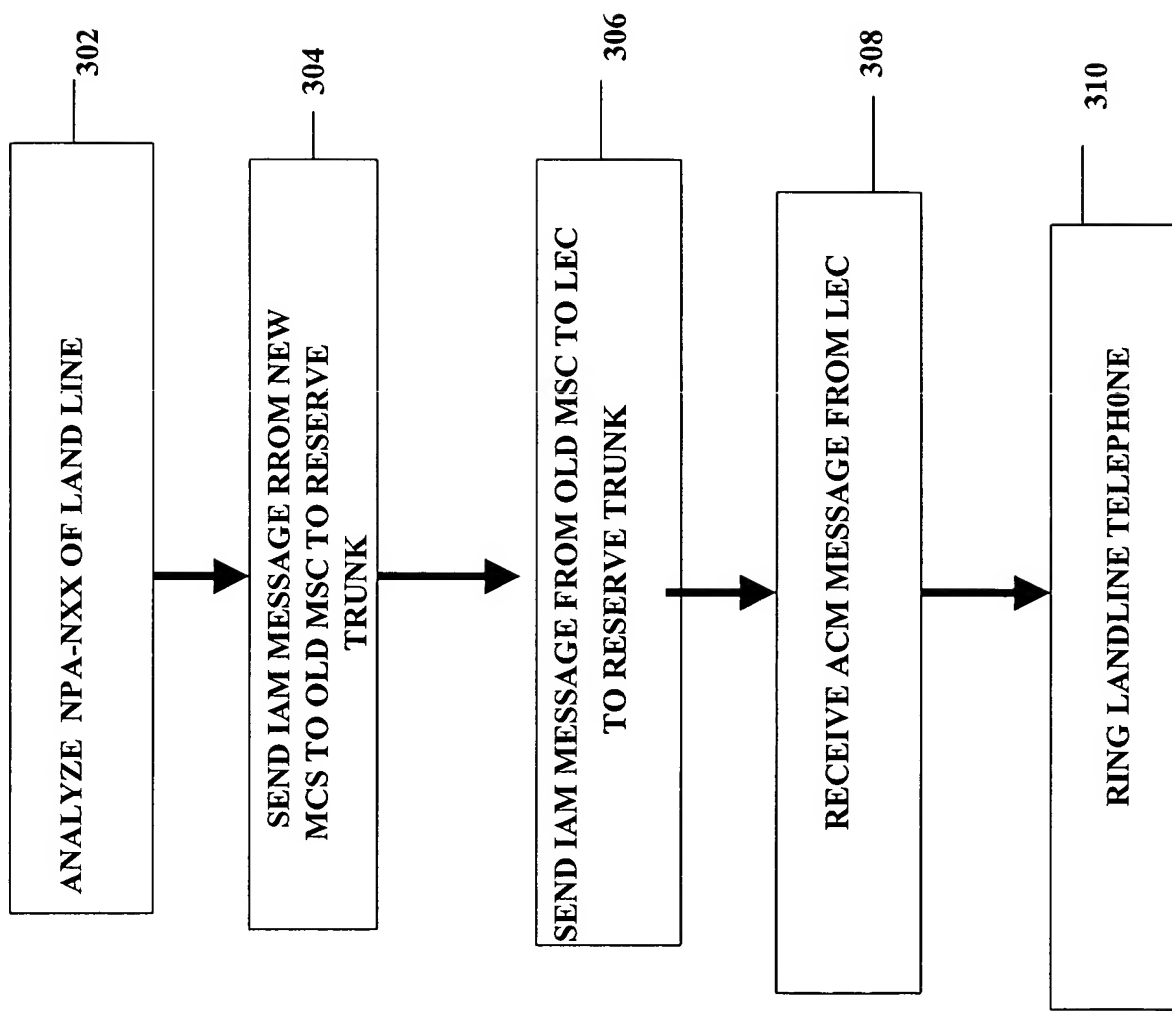 302
ANALYZE NPA-NXX OF LAND LINE
304
SEND IAM MESSAGE RROM NEW
MCS TO OLD MSC TO RESERVE
TRUNK
306
SEND IAM MESSAGE FROM OLD MSC TO LEC
TO RESERVE TRUNK
308
RECEIVE ACM MESSAGE FROM LEC
310
RING LANDLINE TELEPH0NE